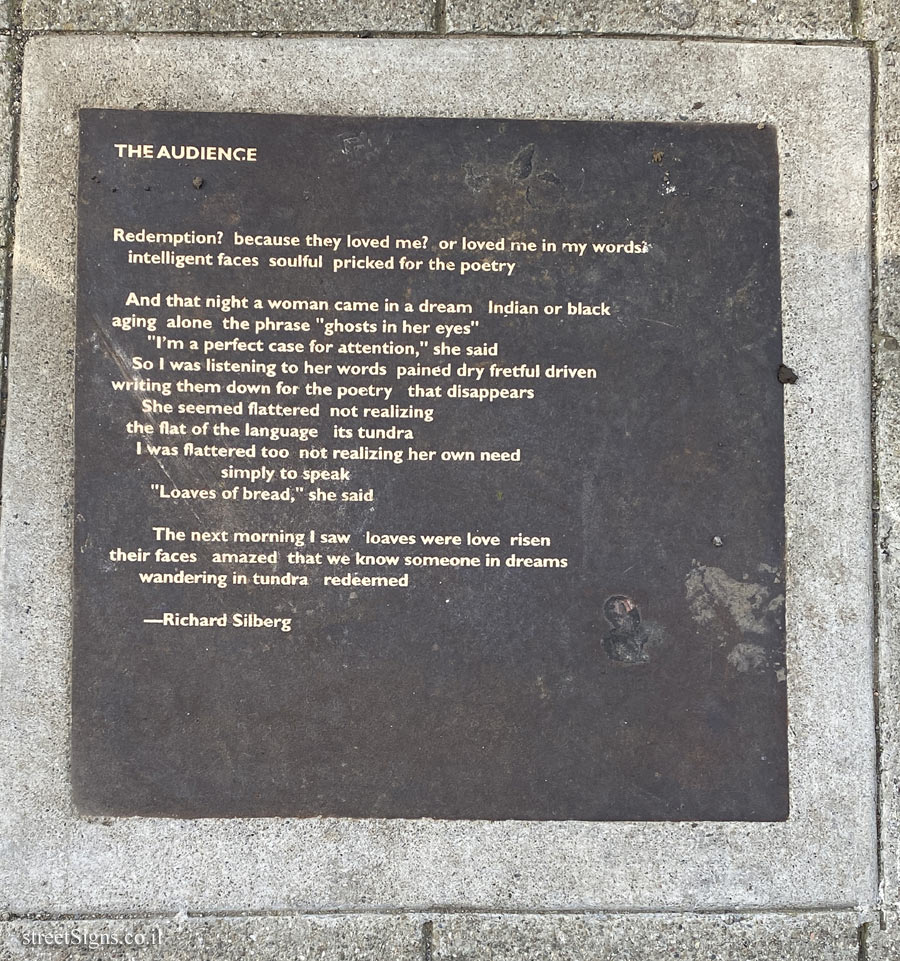 THE AUDIENCE
Redemption?  because they loved me?  or loved me in my words?
intelligent faces  soulful  pricked for the poetry
And that night a woman came in a dream   Indian or black
aging  alone  the phrase "ghosts in her eyes"
"I'm a perfect case for attention," she said
So I was listening to her words  pained dry fretful driven
writing them down for the poetry   that disappears
She seemed flattered  not realizing
the flat of the language   its tundra
I was flattered too  not realizing her own need
simply to speak
"Loaves of bread," she said
The next morning I saw   loaves were love  risen
their faces   amazed  that we know someone in dreams
wandering in tundra   redeemed
—Richard Silberg
streetSigns.co.il